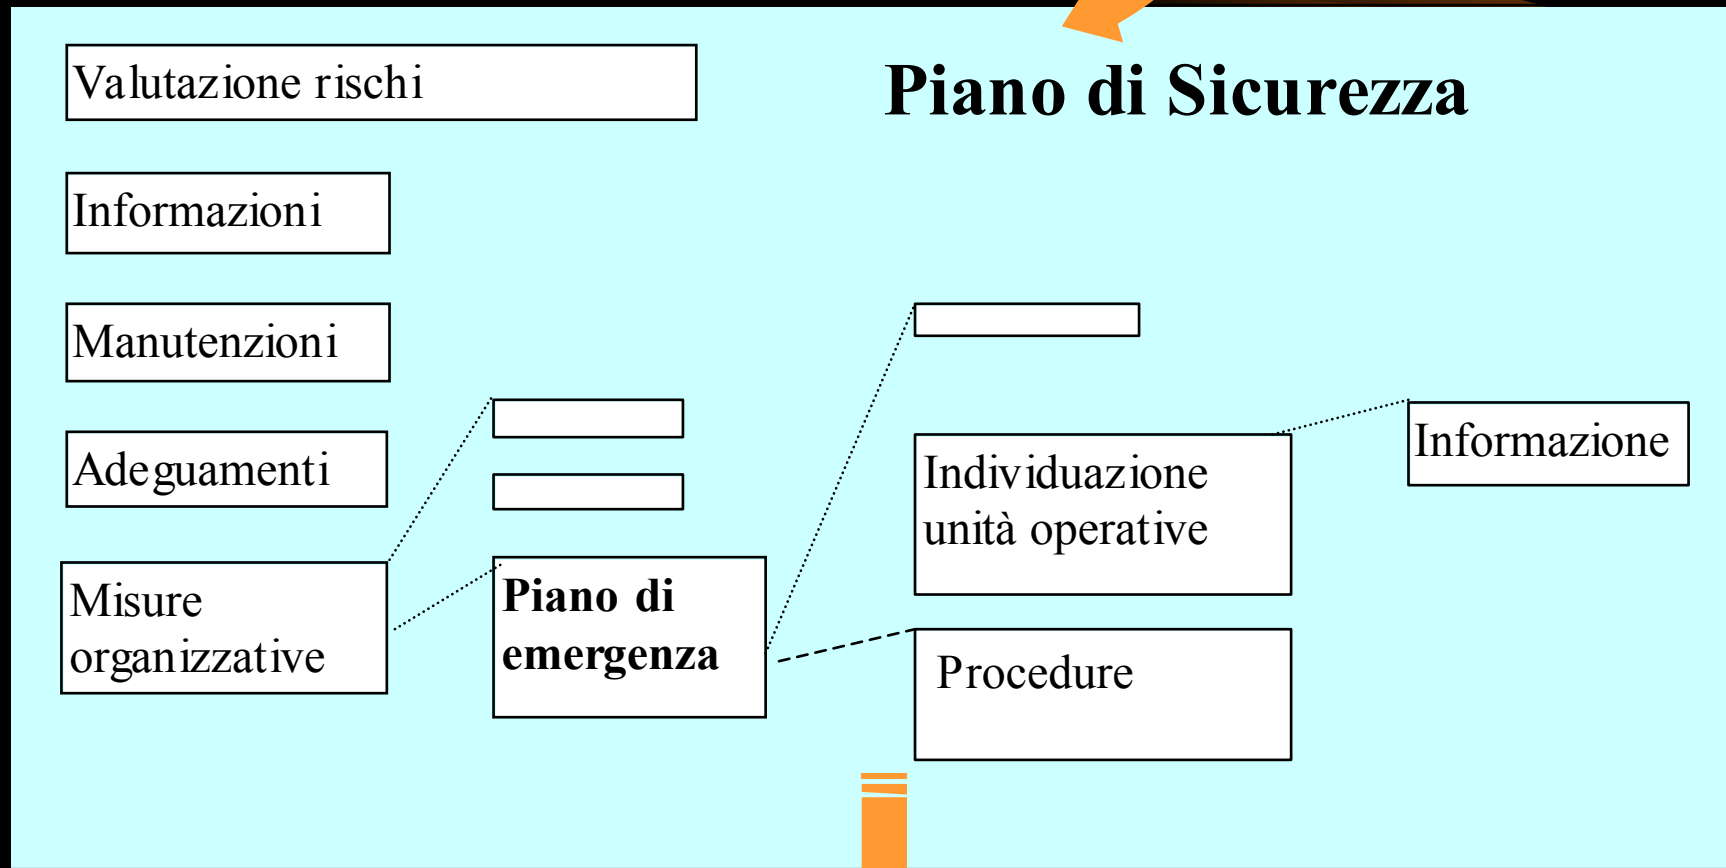 Piano di Sicurezza
Valutazione rischi
Informazioni
Manutenzioni
Adeguamenti
Misure
organizzative
Piano di
emergenza
Individuazione
unità operative
Procedure
Informazione